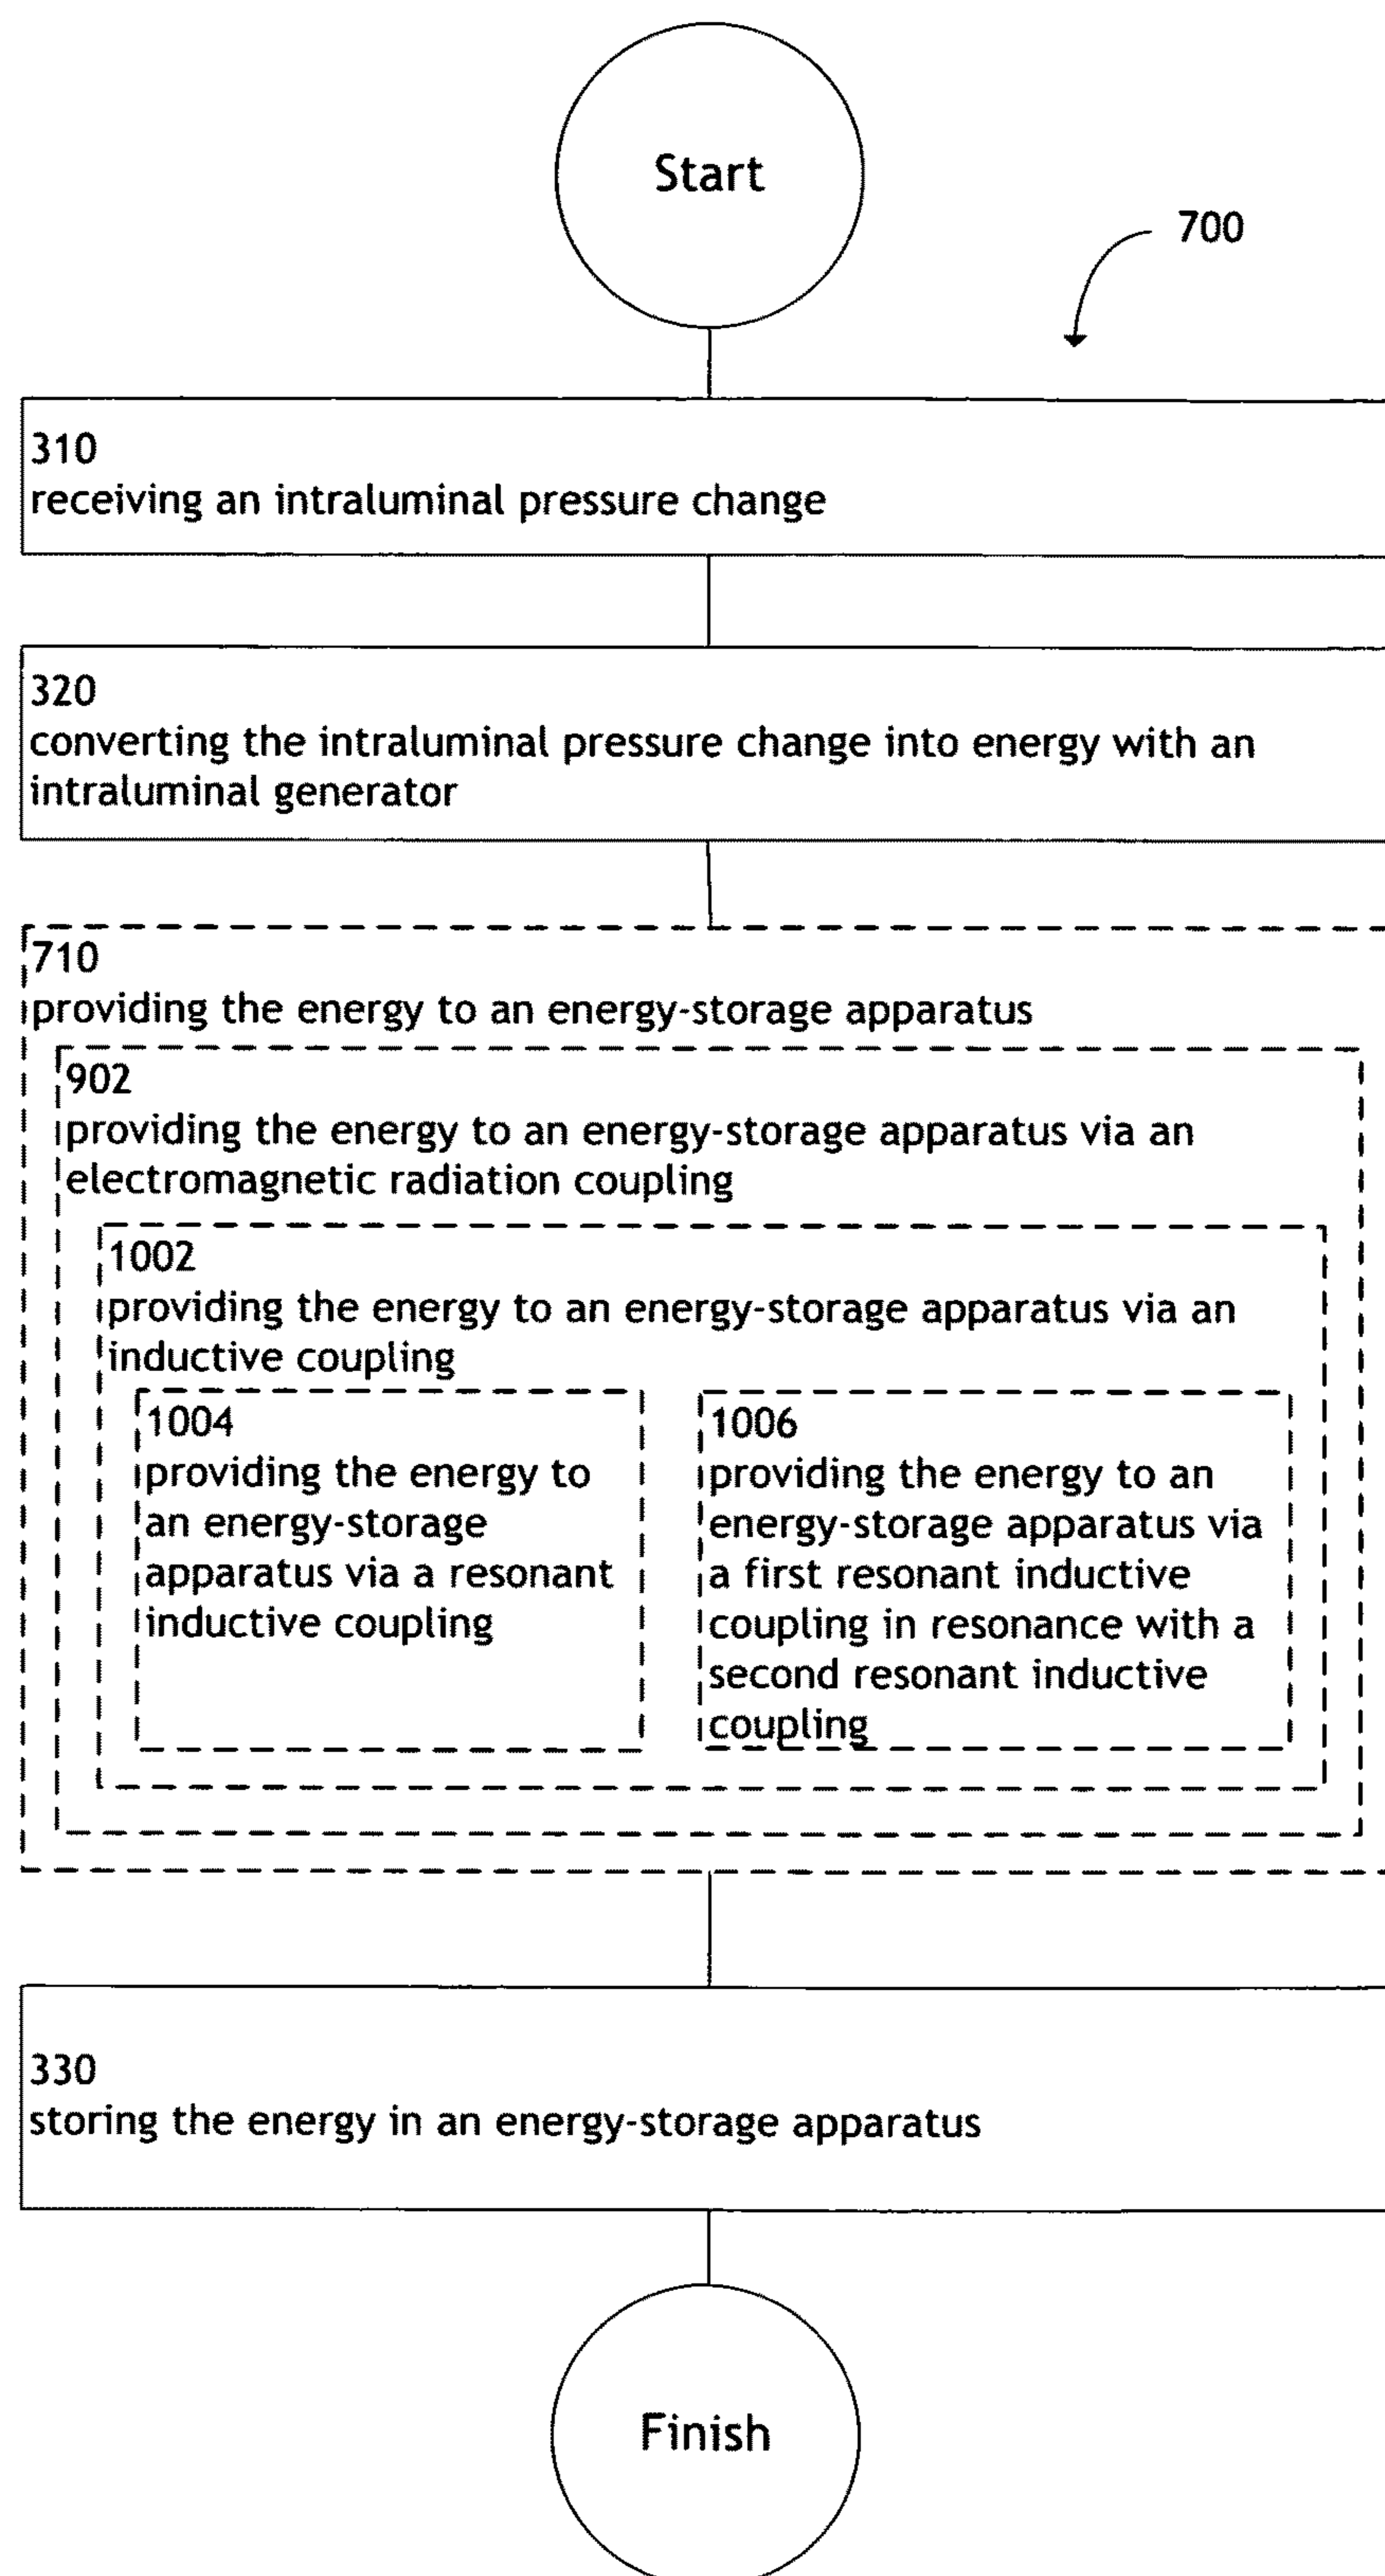 Start
700
310
receiving an intraluminal pressure change
320
converting the intraluminal pressure change into energy with an
intraluminal generator
710
providing the energy to an energy-storage apparatus
902
providing the energy to an energy-storage apparatus via an
electromagnetic radiation coupling
1002
providing the energy to an energy-storage apparatus via an
inductive coupling
1004
providing the energy to
an energy-storage
apparatus via a resonant
inductive coupling
1006
providing the energy to an
energy-storage apparatus via
a first resonant inductive
coupling in resonance with a
second resonant inductive
coupling
330
storing the energy in an energy-storage apparatus
Finish